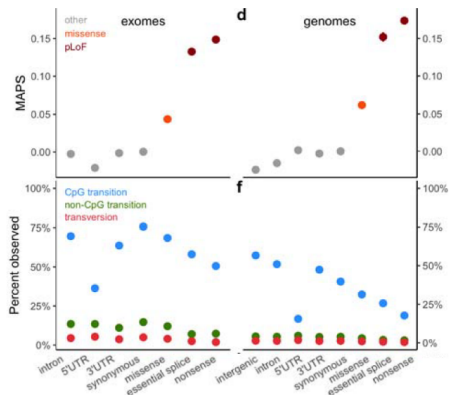 exomes
d
genomes
other
missense
pLoF
MAPS
0.15
0.10
0.05
0.00
0.15
0.10
0.05
0.00
f
CpG transition
non-CpG transition
transversion
Percent observed
100%
75%
50%
25%
0%
75%
50%
25%
0%
intron
5'UTR
3'UTR
synonymous
missense
essential splice
nonsense
intergenic
intron
5'UTR
3'UTR
synonymous
missense
essential splice
nonsense